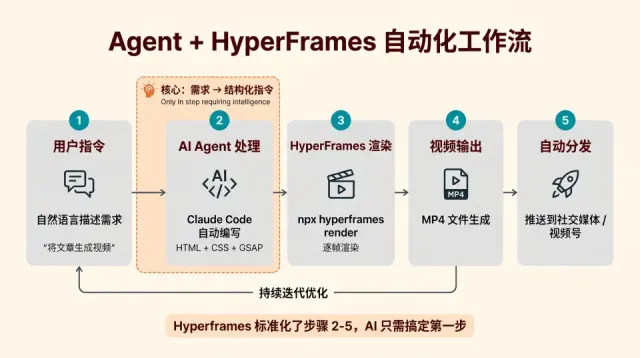 Agent + HyperFrames 自动化工作流
核心：需求 → 结构化指令
Only in step requiring intelligence
1
用户指令
自然语言描述需求
“将文章生成视频”
2
AI Agent 处理
AI
</>
Claude Code
自动编写
HTML + CSS + GSAP
3
HyperFrames 渲染
npx hyperframes
render
逐帧渲染
4
视频输出
MP4
MP4 文件生成
5
自动分发
推送到社交媒体 /
视频号
持续迭代优化
Hyperframes 标准化了步骤 2-5，AI 只需搞定第一步